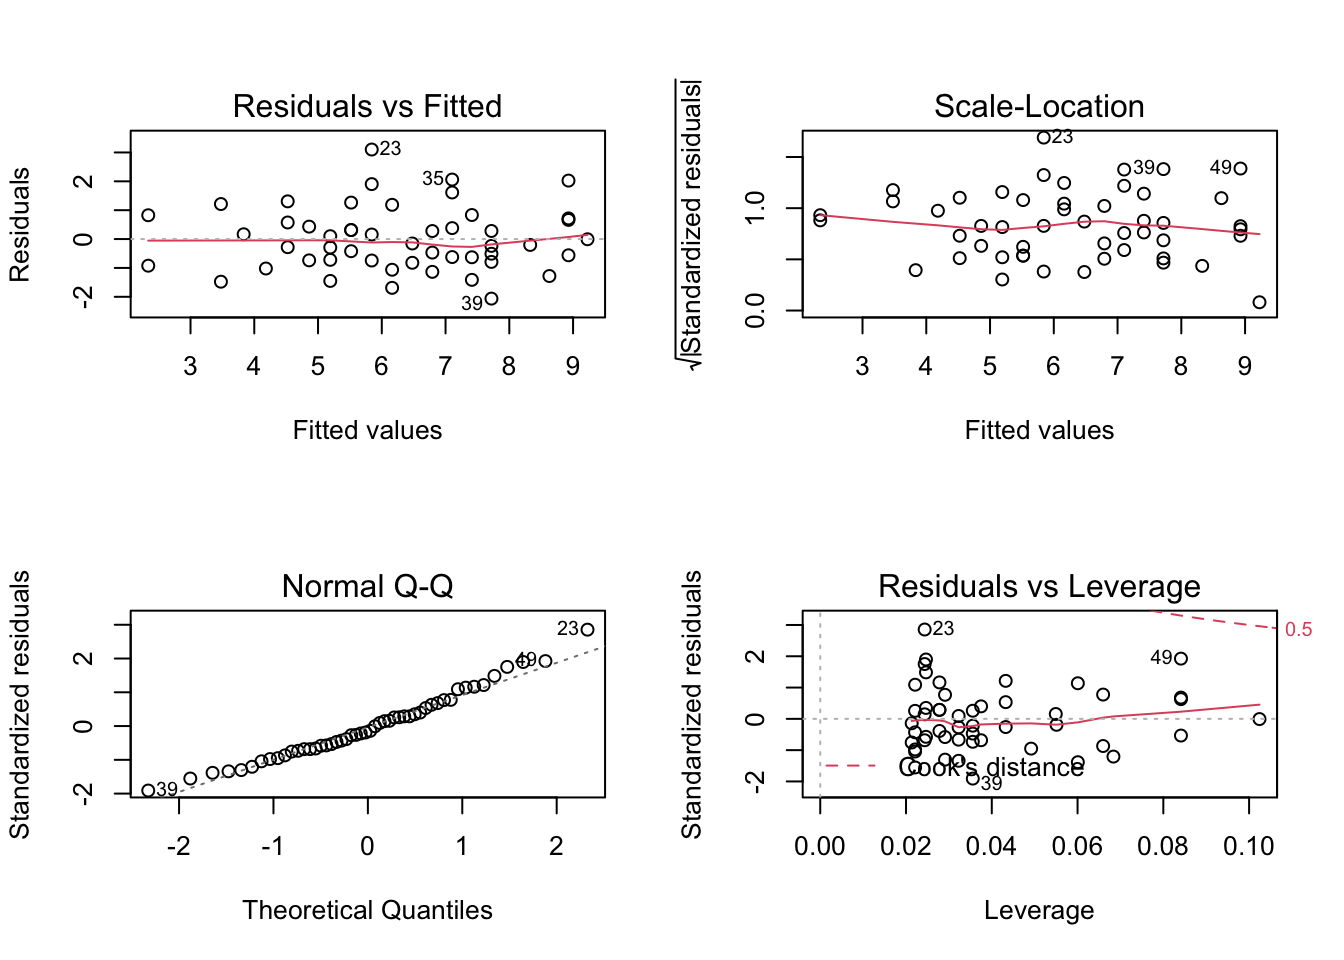 Residuals vs Fitted
Residuals
2
0
-2
23
35
39
3 4 5 6 7 8 9
Fitted values
Scale-Location
√|Standardized residuals|
1.0
0.0
23
39
49
3 4 5 6 7 8 9
Fitted values
Normal Q-Q
Standardized residuals
2
0
-2
23
49
39
-2 -1 0 1 2
Theoretical Quantiles
Residuals vs Leverage
Standardized residuals
2
0
-2
23
49
0.5
Cook's distance
39
0.00 0.02 0.04 0.06 0.08 0.10
Leverage